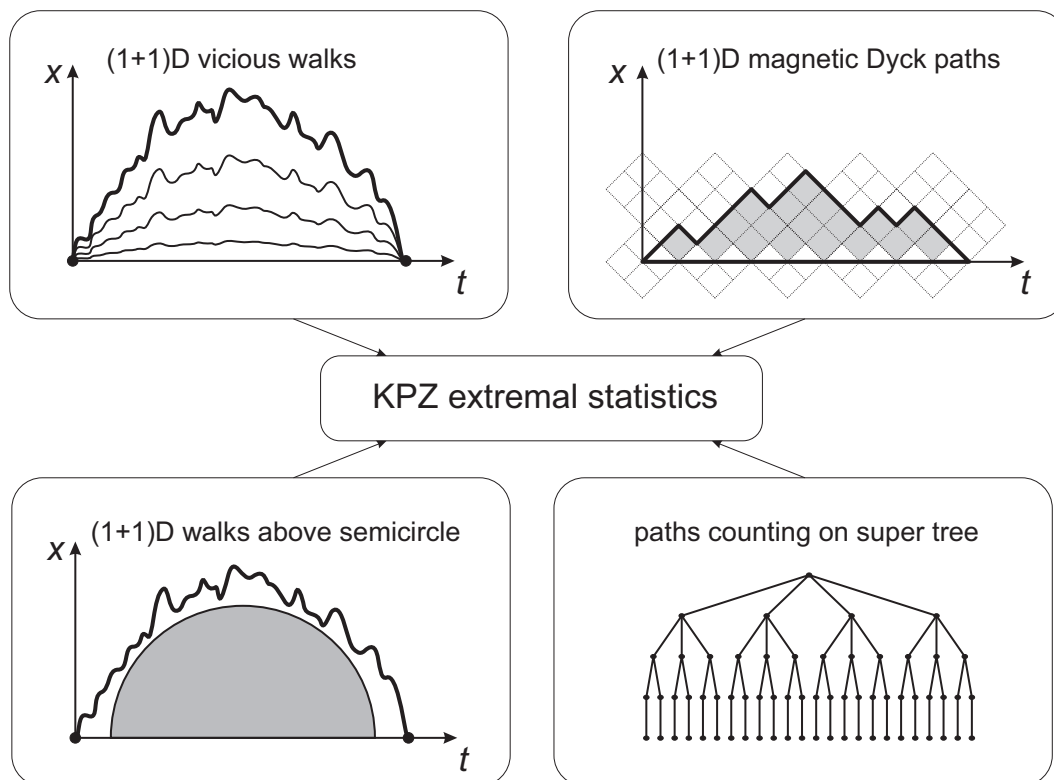 (1+1)D vicious walks
x
t
(1+1)D magnetic Dyck paths
x
t
KPZ extremal statistics
(1+1)D walks above semicircle
x
t
paths counting on super tree